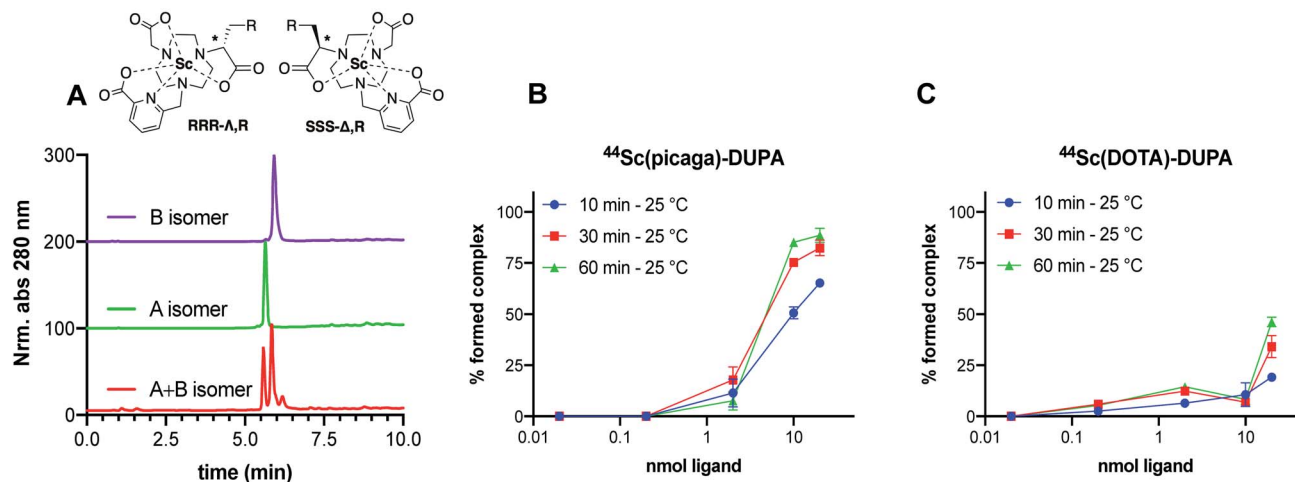 O
O
R
*
O
N
N
Sc
O
N
N
O
O
RRR-Λ,R
R
*
O
O
N
N
Sc
O
O
N
N
O
O
SSS-Δ,R
A
Nrm. abs 280 nm
300
200
100
0
B isomer
A isomer
A+B isomer
0.0 2.5 5.0 7.5 10.0
time (min)
B
44Sc(picaga)-DUPA
% formed complex
100
75
50
25
0
10 min - 25 °C
30 min - 25 °C
60 min - 25 °C
0.01 0.1 1 10
nmol ligand
C
44Sc(DOTA)-DUPA
% formed complex
100
75
50
25
0
10 min - 25 °C
30 min - 25 °C
60 min - 25 °C
0.01 0.1 1 10
nmol ligand